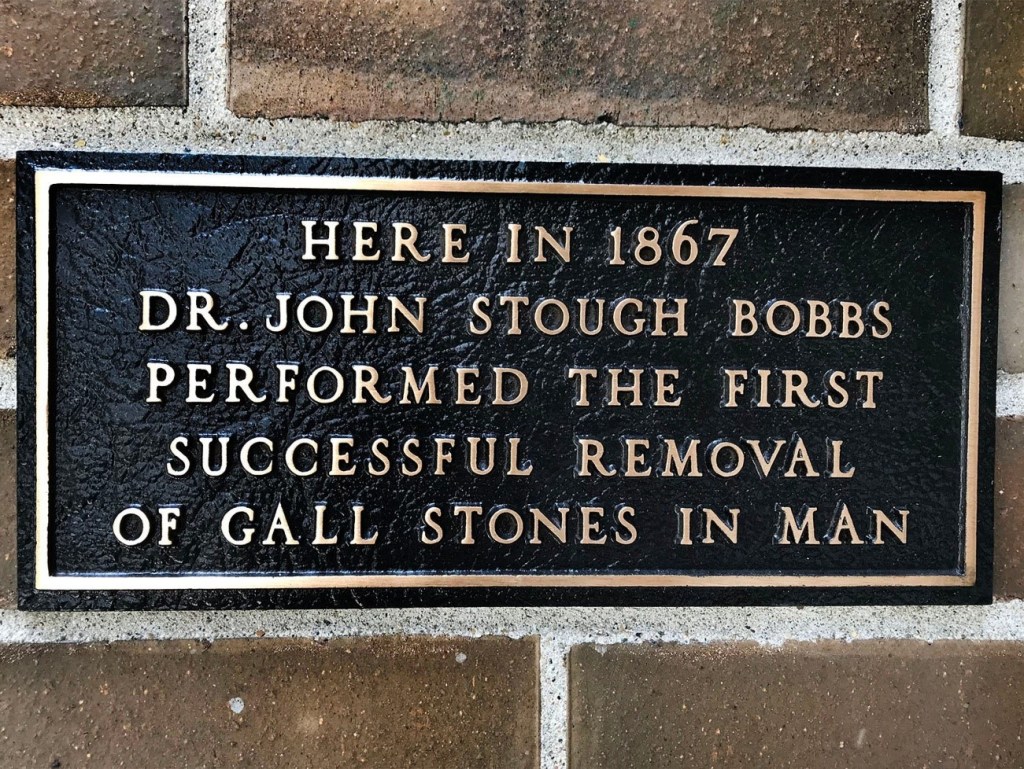 HERE IN 1867
DR. JOHN STOUGH BOBBS
PERFORMED THE FIRST
SUCCESSFUL REMOVAL
OF GALL STONES IN MAN